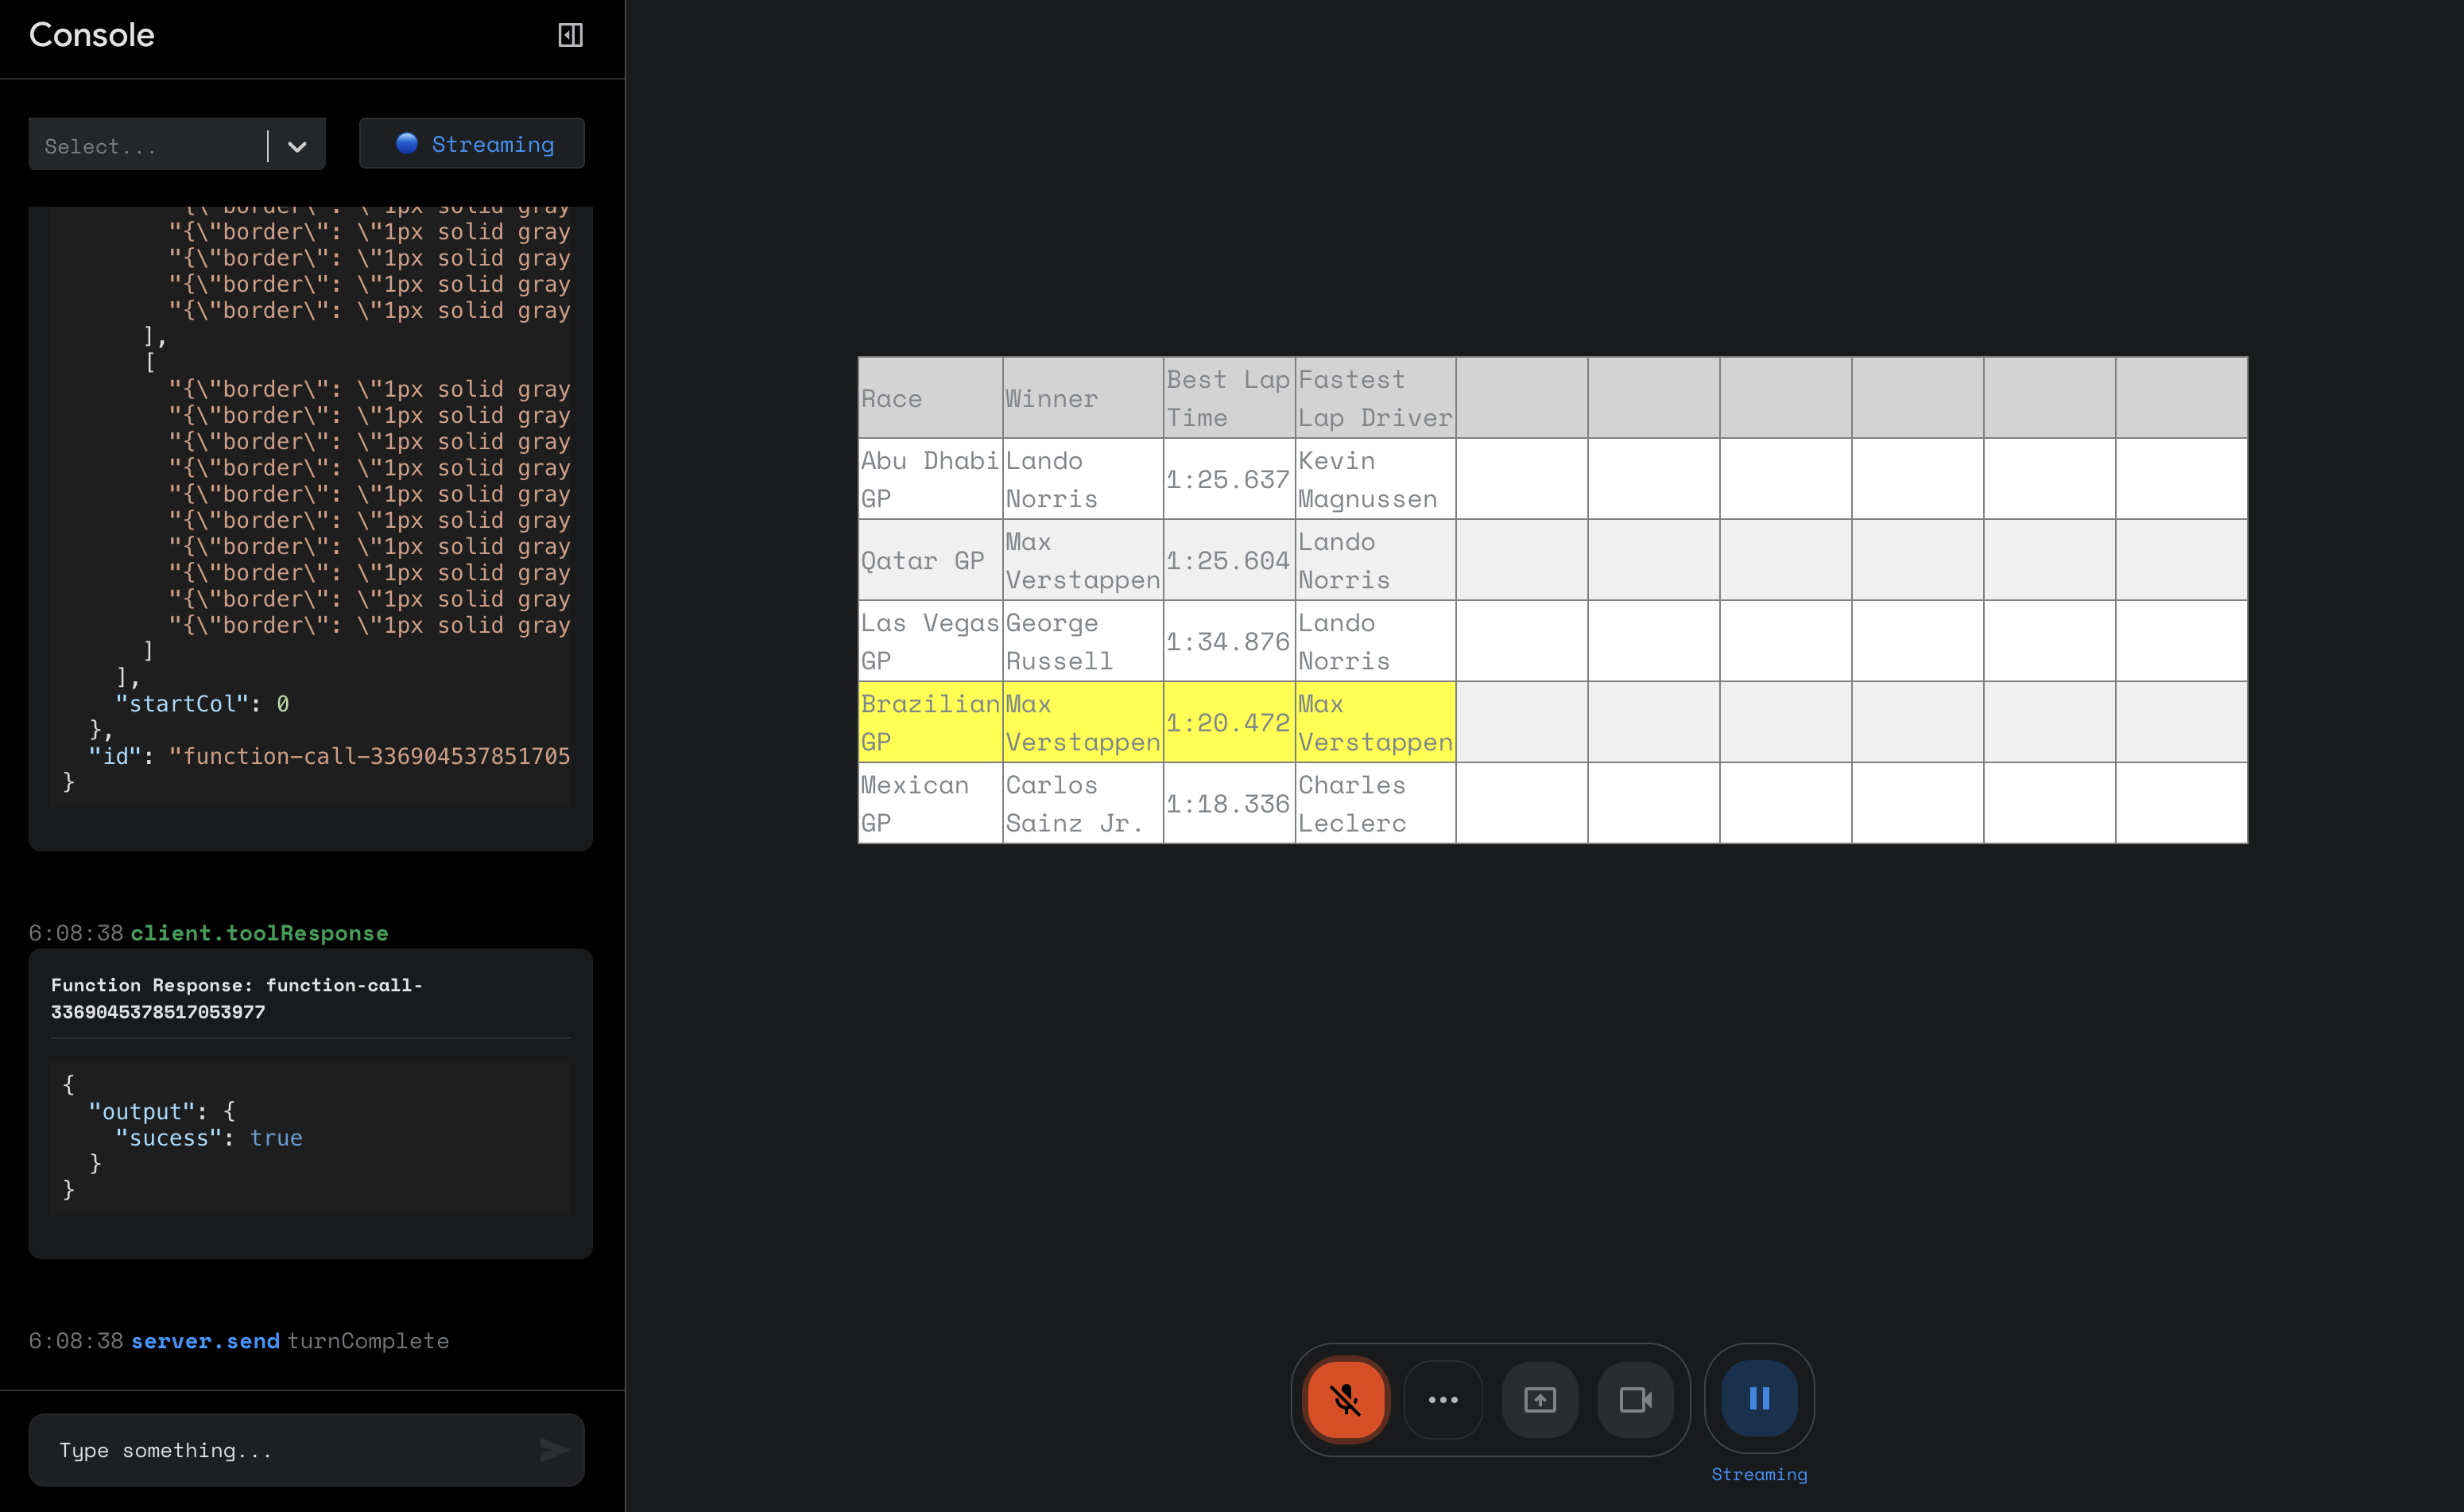 Console
Select...
Streaming
"{\"border\": \"1px solid gray
"{\"border\": \"1px solid gray
"{\"border\": \"1px solid gray
"{\"border\": \"1px solid gray
"{\"border\": \"1px solid gray
],
[
"{\"border\": \"1px solid gray
"{\"border\": \"1px solid gray
"{\"border\": \"1px solid gray
"{\"border\": \"1px solid gray
"{\"border\": \"1px solid gray
"{\"border\": \"1px solid gray
"{\"border\": \"1px solid gray
"{\"border\": \"1px solid gray
"{\"border\": \"1px solid gray
"{\"border\": \"1px solid gray
]
],
"startCol": 0
},
"id": "function-call-336904537851705
}
6:08:38 client.toolResponse
Function Response: function-call-
3369045378517053977
{
"output": {
"sucess": true
}
}
6:08:38 server.send turnComplete
Type something...
Race Winner Best Lap Time Fastest Lap Driver
Abu Dhabi GP Lando Norris 1:25.637 Kevin Magnussen
Qatar GP Max Verstappen 1:25.604 Lando Norris
Las Vegas GP George Russell 1:34.876 Lando Norris
Brazilian GP Max Verstappen 1:20.472 Max Verstappen
Mexican GP Carlos Sainz Jr. 1:18.336 Charles Leclerc
Streaming